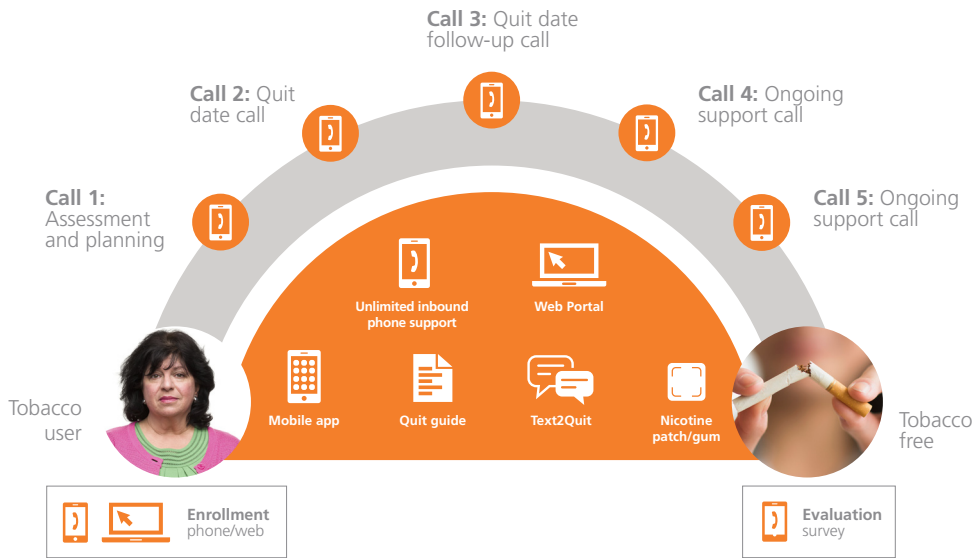 Call 3: Quit date
follow-up call
Call 2: Quit
date call
Call 4: Ongoing
support call
Call 1:
Assessment
and planning
Call 5: Ongoing
support call
Unlimited inbound
phone support
Web Portal
Mobile app
Quit guide
Text2Quit
Nicotine
patch/gum
Tobacco
user
Tobacco
free
Enrollment
phone/web
Evaluation
survey